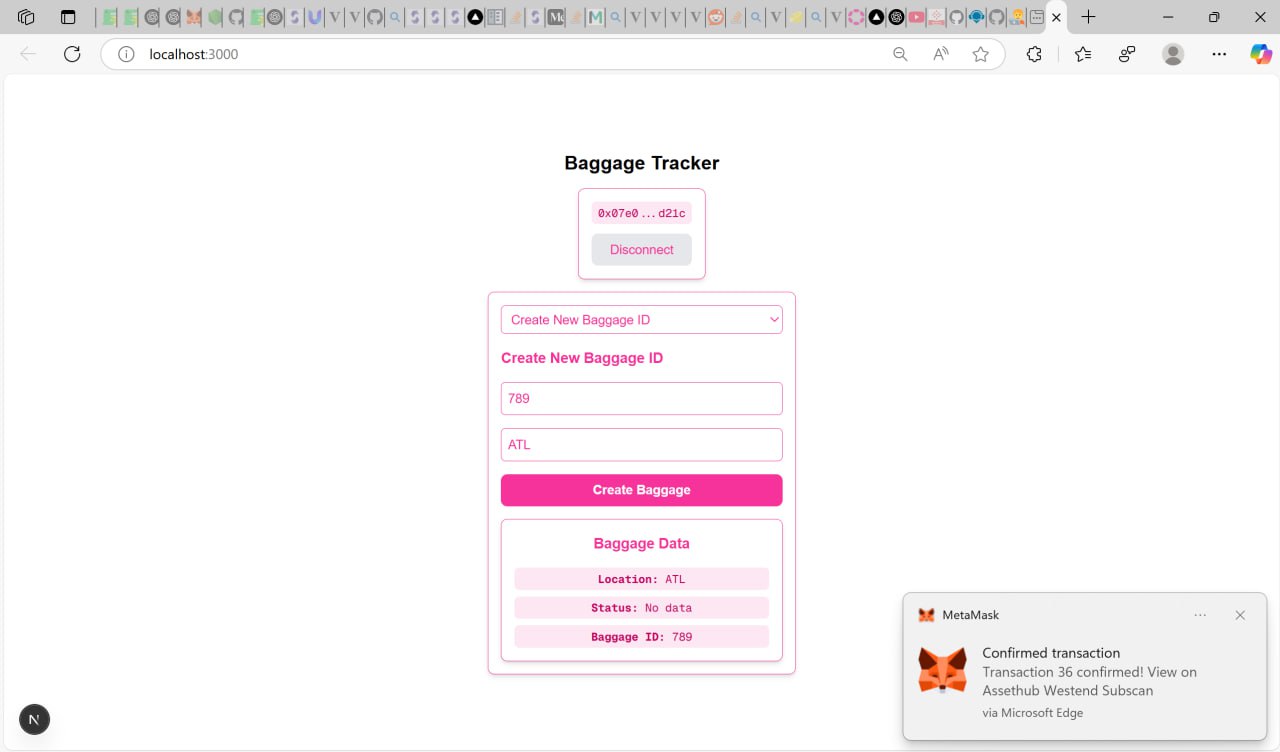 localhost:3000
Baggage Tracker
0x07e0...d21c
Disconnect
Create New Baggage ID
Create New Baggage ID
789
ATL
Create Baggage
Baggage Data
Location: ATL
Status: No data
Baggage ID: 789
MetaMask
Confirmed transaction
Transaction 36 confirmed! View on
Assethub Westend Subscan
via Microsoft Edge
N